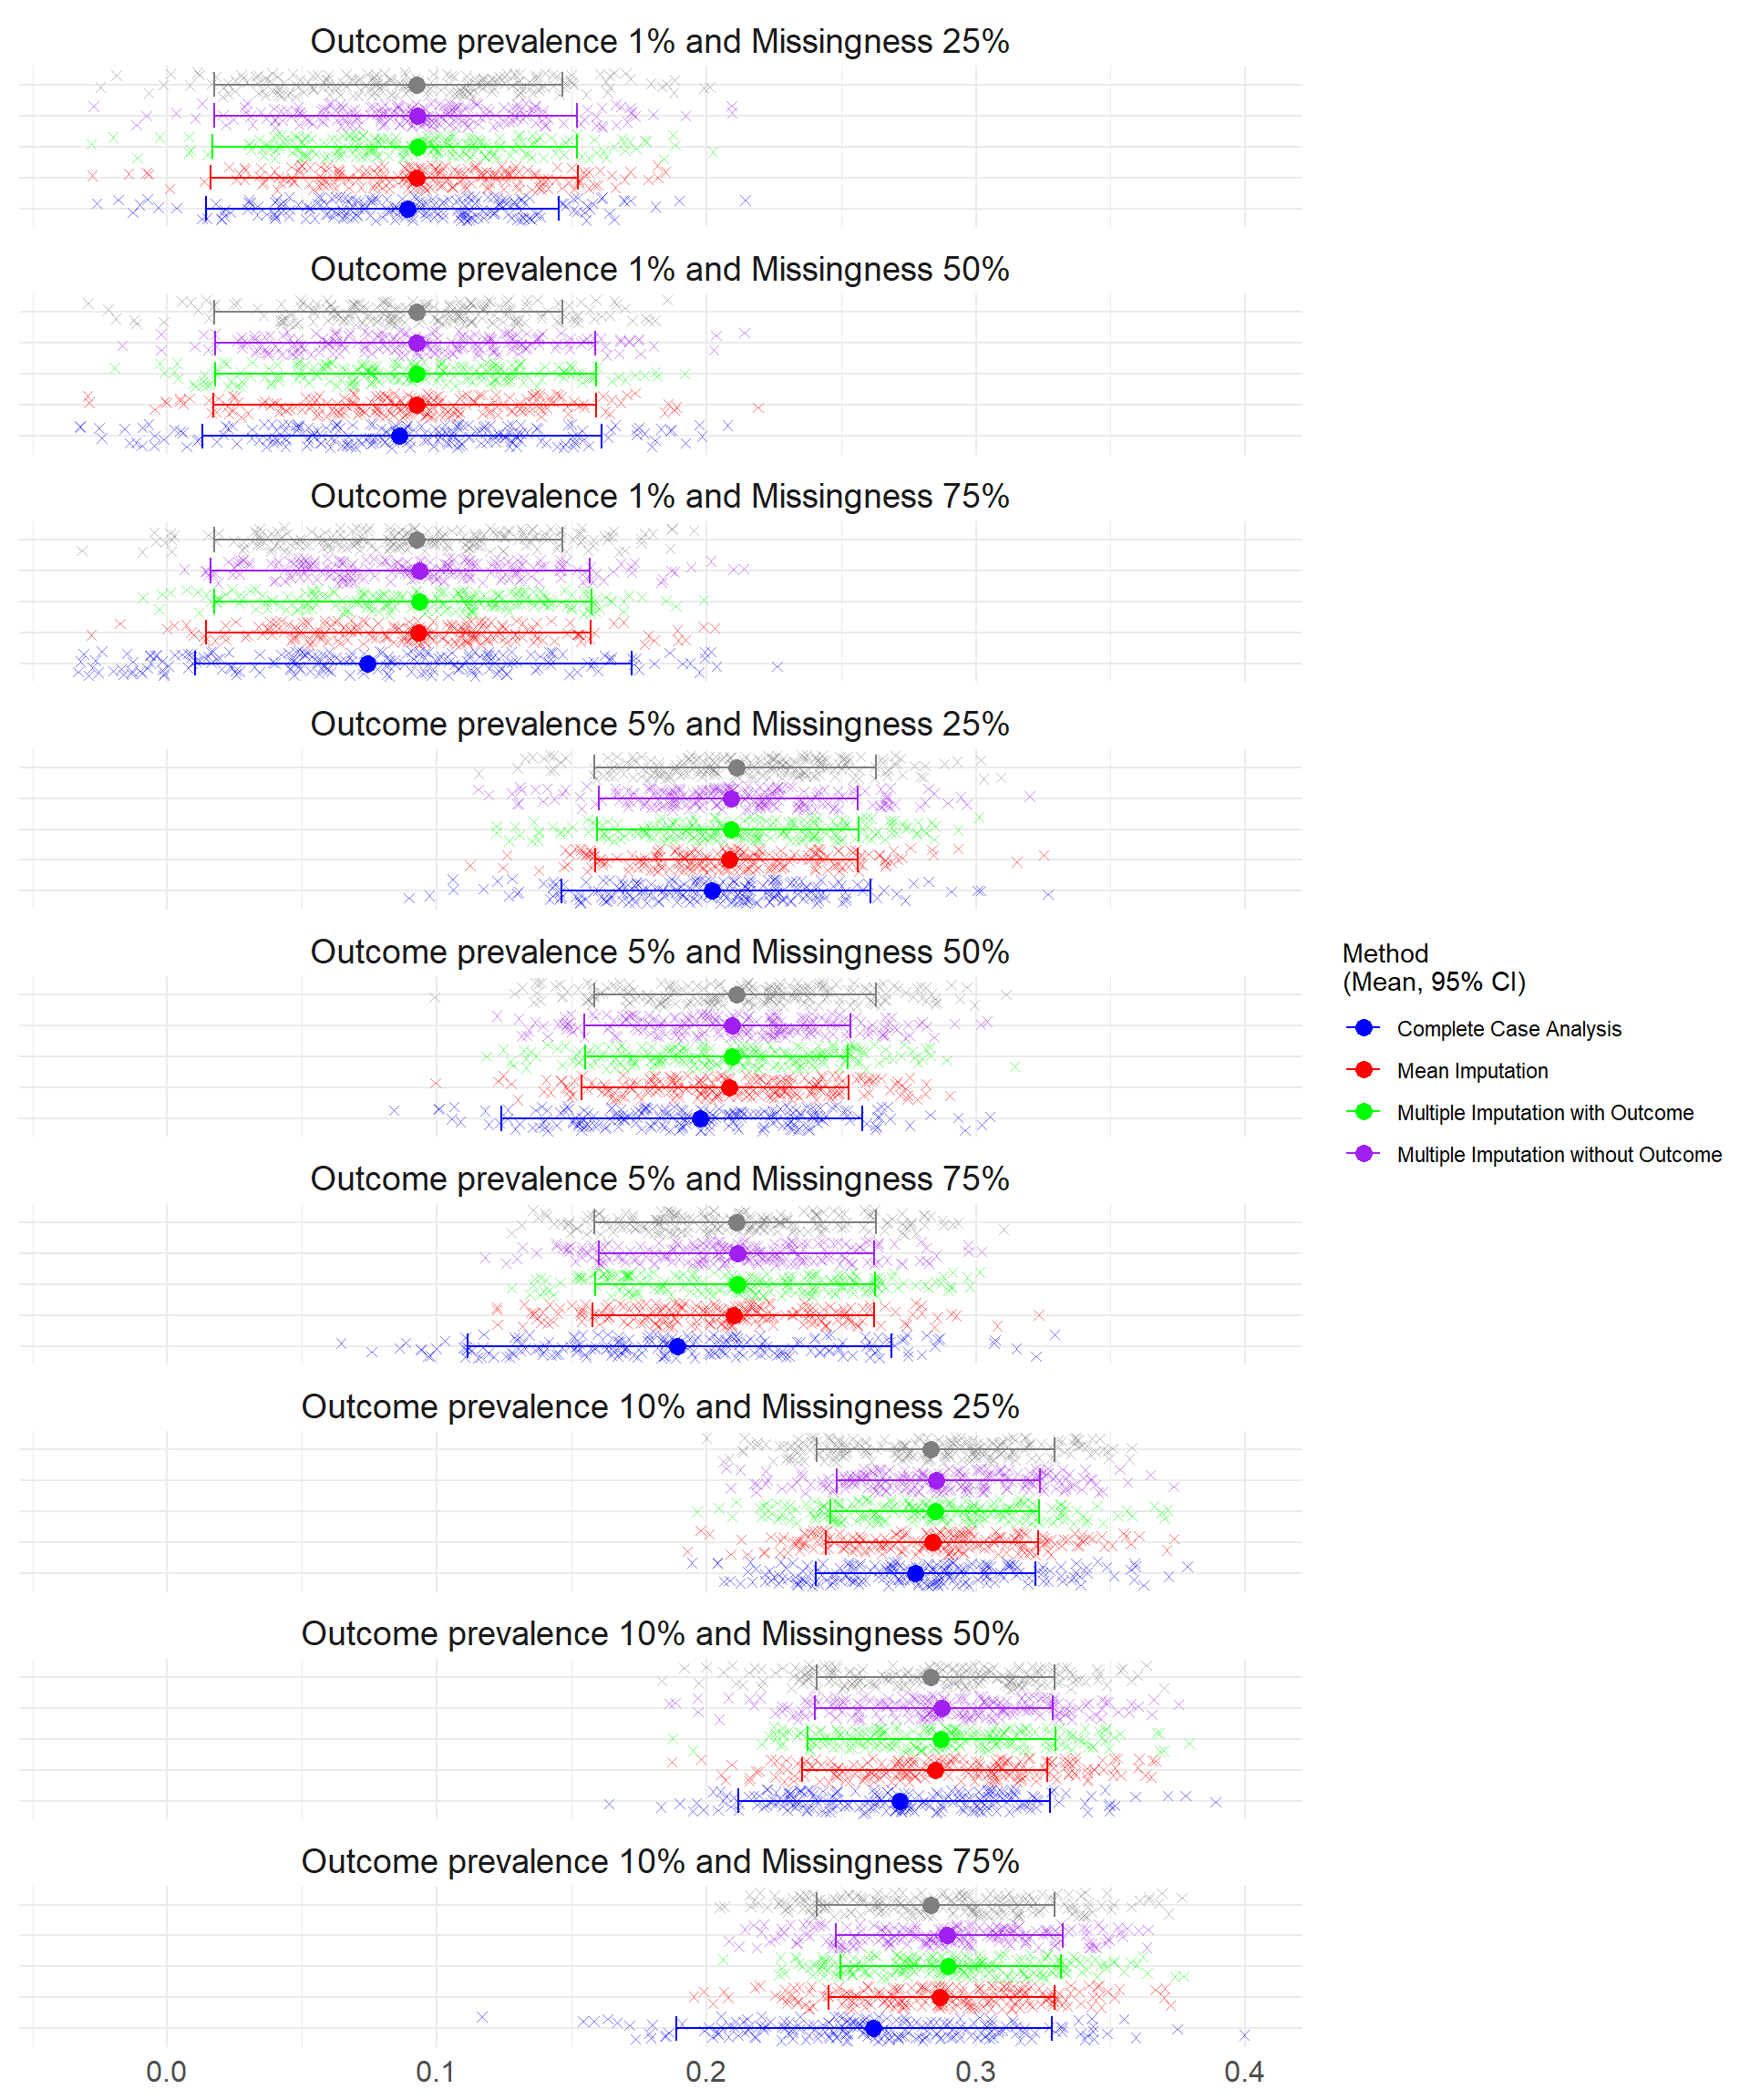 Outcome prevalence 1% and Missingness 25%
Outcome prevalence 1% and Missingness 50%
Outcome prevalence 1% and Missingness 75%
Outcome prevalence 5% and Missingness 25%
Outcome prevalence 5% and Missingness 50%
Method
(Mean, 95% CI)
Complete Case Analysis
Mean Imputation
Multiple Imputation with Outcome
Multiple Imputation without Outcome
Outcome prevalence 5% and Missingness 75%
Outcome prevalence 10% and Missingness 25%
Outcome prevalence 10% and Missingness 50%
Outcome prevalence 10% and Missingness 75%
0.0 0.1 0.2 0.3 0.4